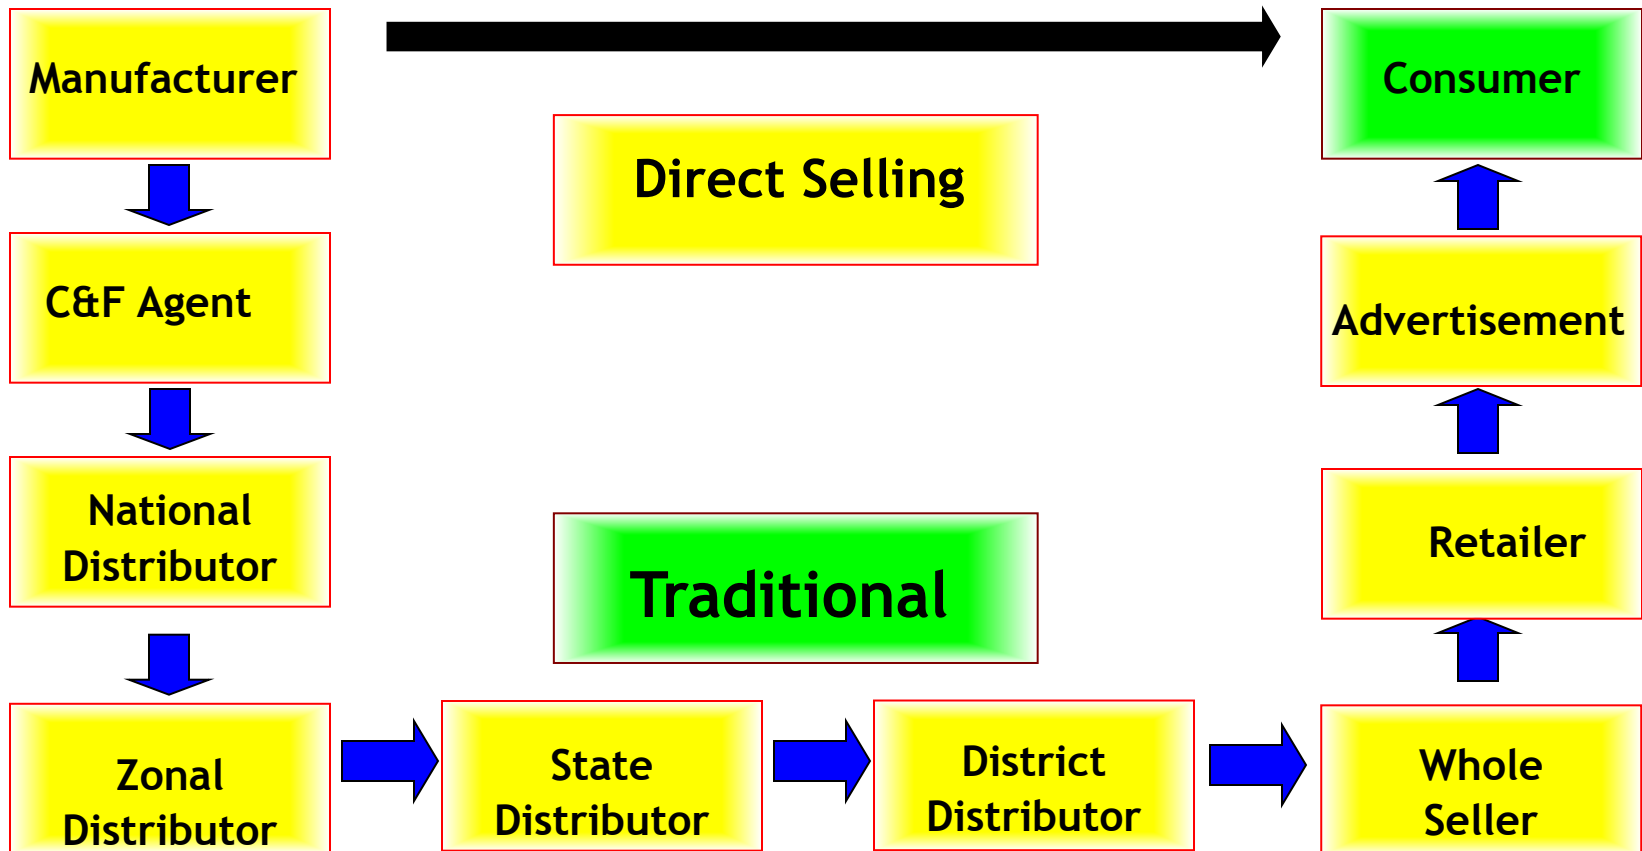 Manufacturer
Consumer
Direct Selling
C&F Agent
Advertisement
National
Distributor
Retailer
Traditional
Zonal
Distributor
State
Distributor
District
Distributor
Whole
Seller